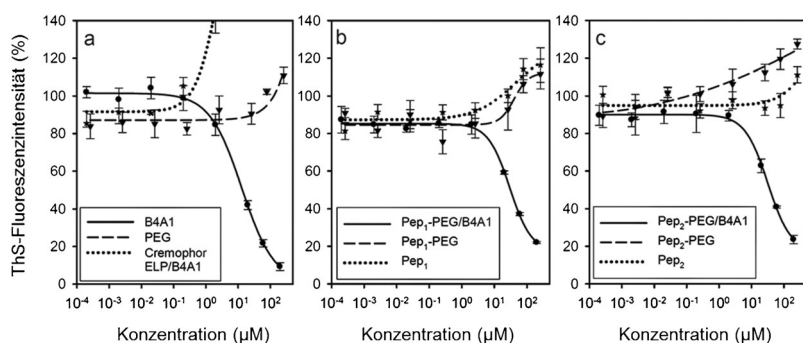 ThS-Fluoreszenzintensität (%)
140
120
100
80
60
40
20
0
a
B4A1
PEG
Cremophor
ELP/B4A1
10⁻⁴ 10⁻³ 10⁻² 10⁻¹ 10⁰ 10¹ 10²
Konzentration (µM)
140
120
100
80
60
40
20
0
b
Pep₁-PEG/B4A1
Pep₁-PEG
Pep₁
10⁻⁴ 10⁻³ 10⁻² 10⁻¹ 10⁰ 10¹ 10²
Konzentration (µM)
140
120
100
80
60
40
20
0
c
Pep₂-PEG/B4A1
Pep₂-PEG
Pep₂
10⁻⁴ 10⁻³ 10⁻² 10⁻¹ 10⁰ 10¹ 10²
Konzentration (µM)